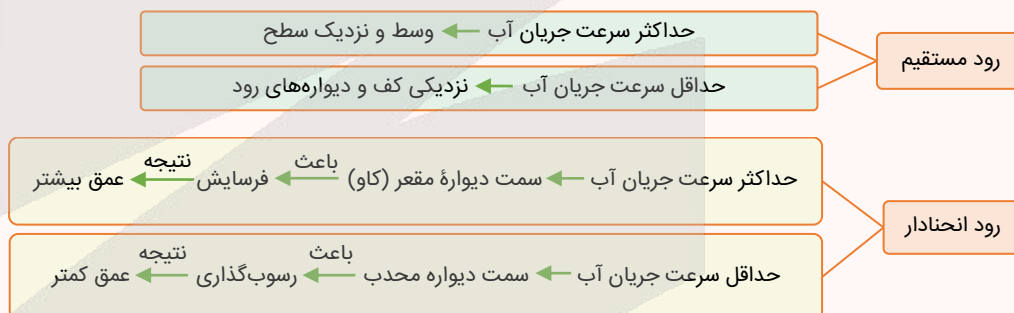 رود مستقیم
حداکثر سرعت جریان آب ← وسط و نزدیک سطح
حداقل سرعت جریان آب ← نزدیکی کف و دیواره‌های رود
رود انحنادار
حداکثر سرعت جریان آب ← سمت دیوارهٔ مقعر (کاو) ← باعث فرسایش ← نتیجه عمق بیشتر
حداقل سرعت جریان آب ← سمت دیواره محدب ← باعث رسوب‌گذاری ← نتیجه عمق کمتر